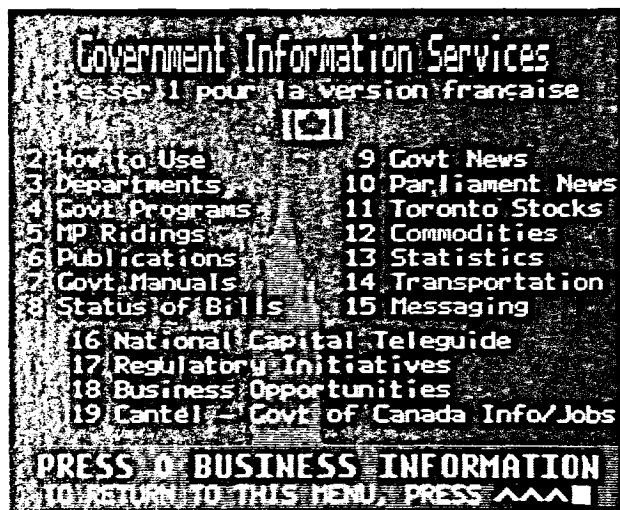 Government Information Services
Presser 1 pour la version française
2 How to Use
3 Departments
4 Govt Programs
5 MP Ridings
6 Publications
7 Govt Manuals
8 Status of Bills
9 Govt News
10 Parliament News
11 Toronto Stocks
12 Commodities
13 Statistics
14 Transportation
15 Messaging
16 National Capital Teleguide
17 Regulatory Initiatives
18 Business Opportunities
19 Cantel - Govt of Canada Info/Jobs
PRESS 0 BUSINESS INFORMATION
TO RETURN TO THIS MENU, PRESS ^^^